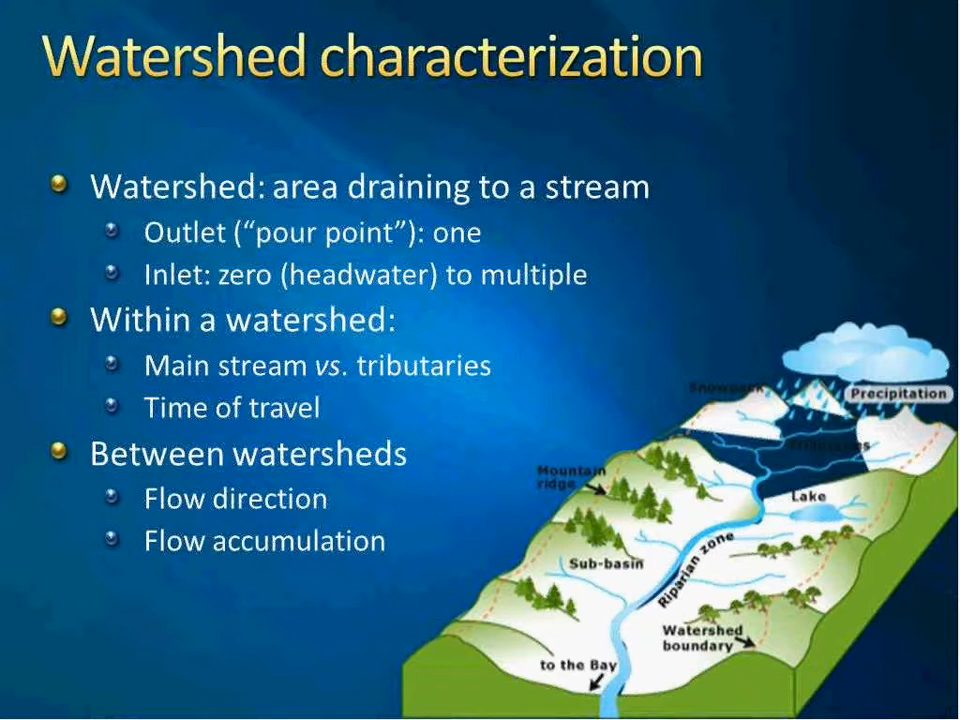 Watershed characterization
Watershed: area draining to a stream
Outlet (“pour point”): one
Inlet: zero (headwater) to multiple
Within a watershed:
Main stream vs. tributaries
Time of travel
Between watersheds
Flow direction
Flow accumulation
Snowpack
Precipitation
Tributaries
Mountain
ridge
Lake
Sub-basin
Riparian zone
Watershed
boundary
to the Bay